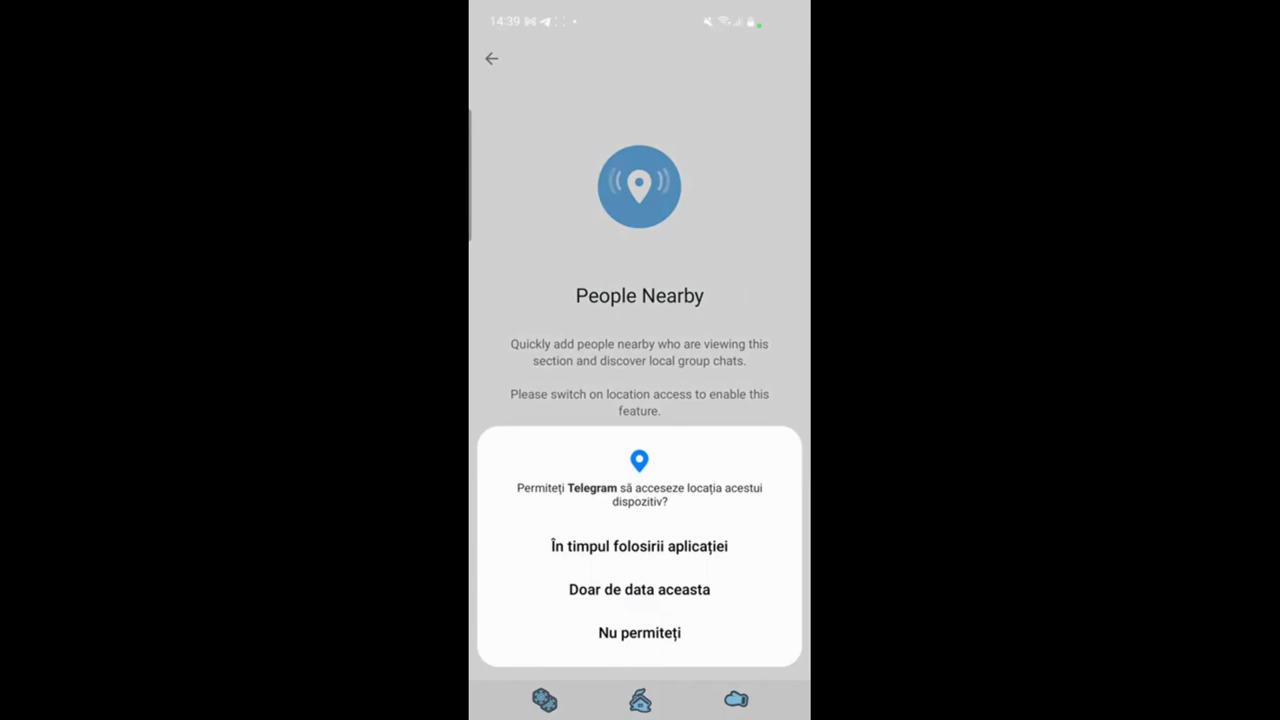 14:39
People Nearby
Quickly add people nearby who are viewing this
section and discover local group chats.
Please switch on location access to enable this
feature.
Permiteți Telegram să acceseze locația acestui
dispozitiv?
În timpul folosirii aplicației
Doar de data aceasta
Nu permiteți